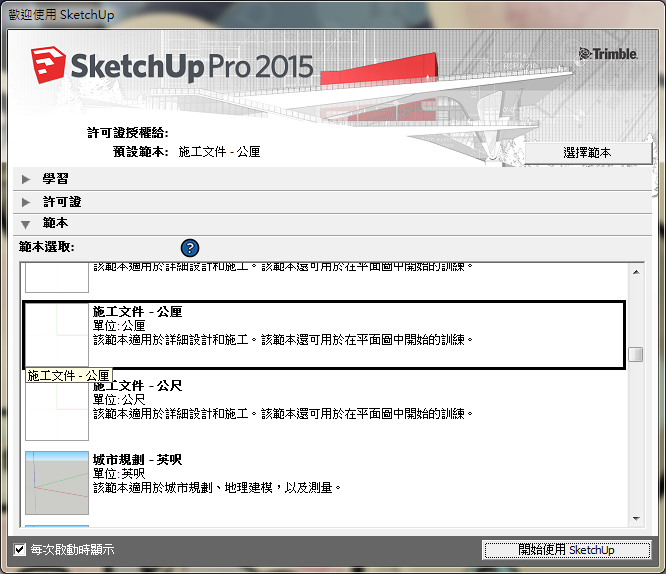 歡迎使用 SketchUp
SketchUp Pro 2015
Trimble
許可證授權給:
預設範本: 施工文件 - 公厘
選擇範本
學習
許可證
範本
範本選取: ?
該範本適用於詳細設計和施工。該範本還可用於在平面圖中開始的訓練。
施工文件 - 公厘
單位:公厘
該範本適用於詳細設計和施工。該範本還可用於在平面圖中開始的訓練。
施工文件 - 公厘
施工文件 - 公尺
單位:公尺
該範本適用於詳細設計和施工。該範本還可用於在平面圖中開始的訓練。
城市規劃 - 英呎
單位:英呎
該範本適用於城市規劃、地理建模，以及測量。
每次啟動時顯示
開始使用 SketchUp